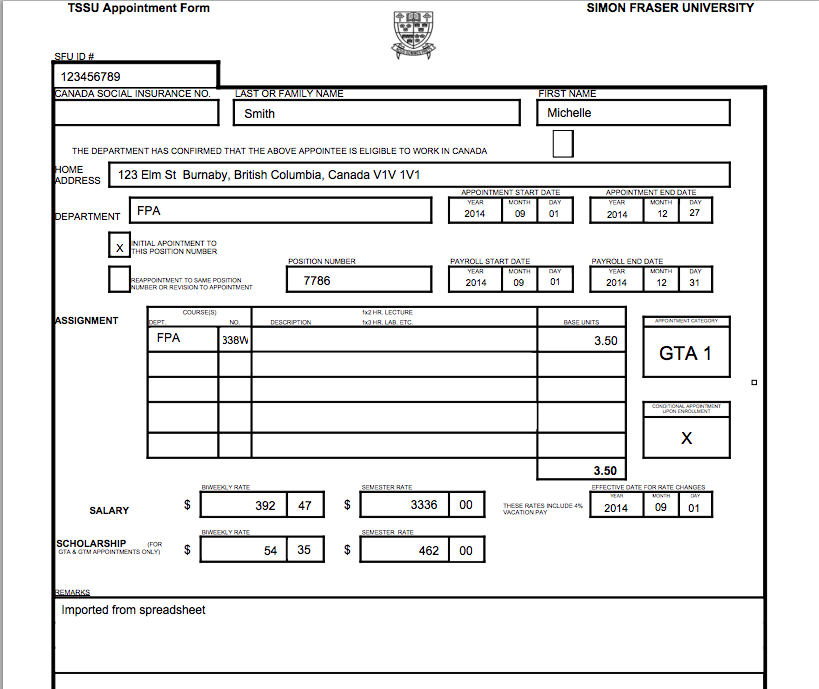 TSSU Appointment Form SIMON FRASER UNIVERSITY
SFU ID #
123456789
CANADA SOCIAL INSURANCE NO. LAST OR FAMILY NAME FIRST NAME
Smith Michelle
THE DEPARTMENT HAS CONFIRMED THAT THE ABOVE APPOINTEE IS ELIGIBLE TO WORK IN CANADA
HOME ADDRESS 123 Elm St Burnaby, British Columbia, Canada V1V 1V1
APPOINTMENT START DATE APPOINTMENT END DATE
YEAR MONTH DAY YEAR MONTH DAY
DEPARTMENT FPA 2014 09 01 2014 12 27
X INITIAL APOINTMENT TO
THIS POSITION NUMBER
POSITION NUMBER PAYROLL START DATE PAYROLL END DATE
YEAR MONTH DAY YEAR MONTH DAY
REAPPOINTMENT TO SAME POSITION
NUMBER OR REVISION TO APPOINTMENT
7786 2014 09 01 2014 12 31
ASSIGNMENT COURSE(S) 1x2 HR. LECTURE
DEPT. NO. DESCRIPTION 1x3 HR. LAB. ETC. BASE UNITS APPOINTMENT CATEGORY
FPA 338W 3.50
GTA 1
CONDITIONAL APPOINTMENT
UPON ENROLLMENT
X
3.50
BIWEEKLY RATE SEMESTER RATE EFFECTIVE DATE FOR RATE CHANGES
YEAR MONTH DAY
SALARY $ 392 47 $ 3336 00 THESE RATES INCLUDE 4%
VACATION PAY
2014 09 01
BIWEEKLY RATE SEMESTER RATE
SCHOLARSHIP (FOR
GTA & GTM APPOINTMENTS ONLY) $ 54 35 $ 462 00
REMARKS
Imported from spreadsheet